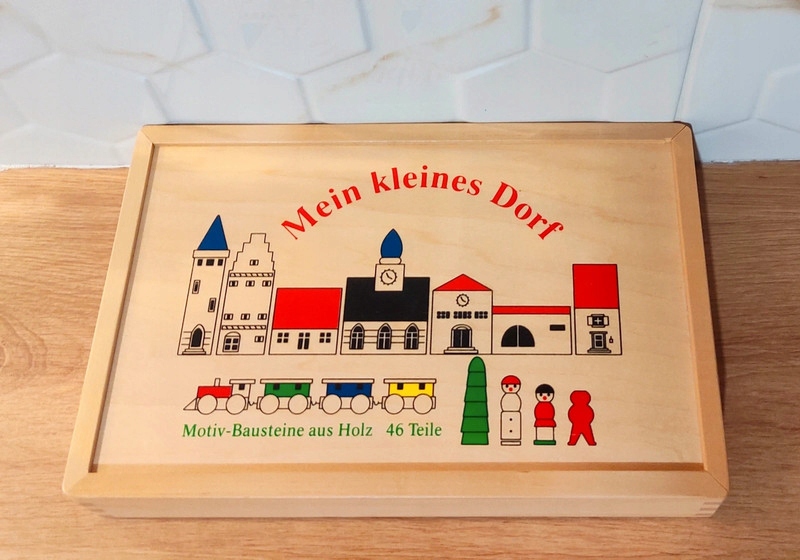 Mein kleines Dorf
Motiv-Bausteine aus Holz 46 Teile